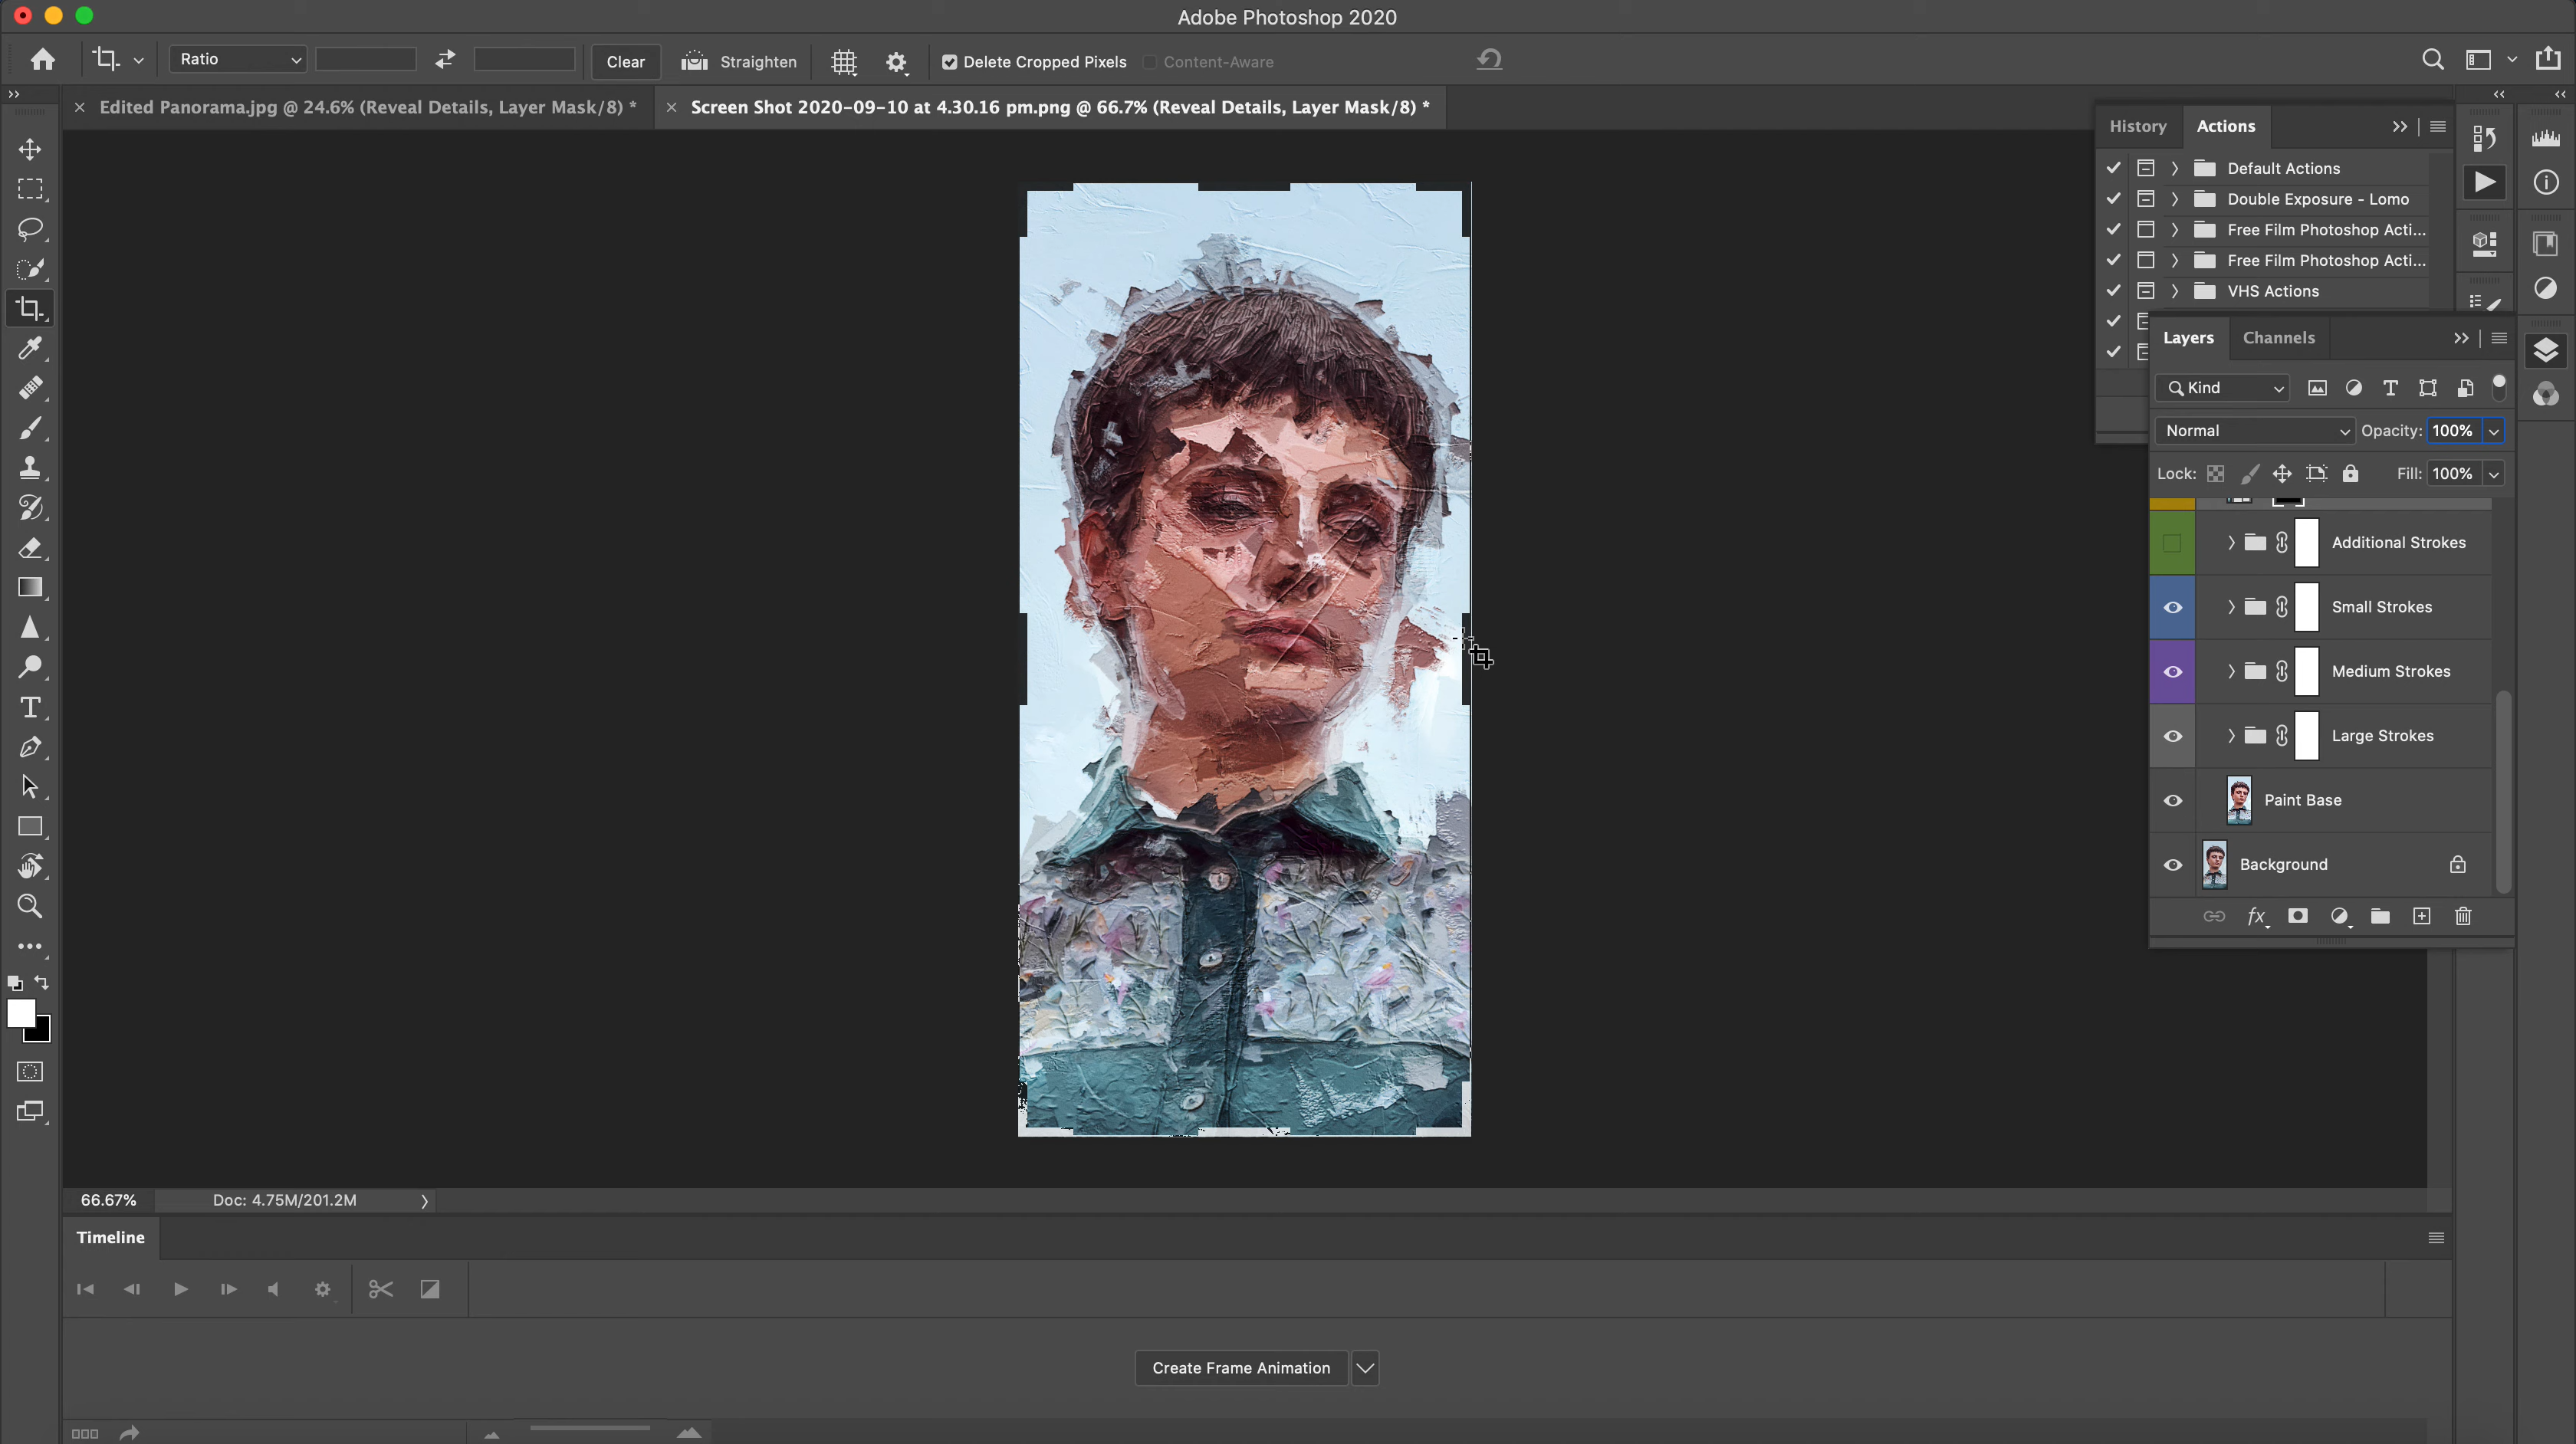 Adobe Photoshop 2020
Ratio
Clear
Straighten
Delete Cropped Pixels
Content-Aware
Edited Panorama.jpg @ 24.6% (Reveal Details, Layer Mask/8) *
Screen Shot 2020-09-10 at 4.30.16 pm.png @ 66.7% (Reveal Details, Layer Mask/8) *
History
Actions
Default Actions
Double Exposure - Lomo
Free Film Photoshop Acti...
Free Film Photoshop Acti...
VHS Actions
Layers
Channels
Kind
Normal
Opacity: 100%
Lock:
Fill: 100%
Additional Strokes
Small Strokes
Medium Strokes
Large Strokes
Paint Base
Background
fx
66.67%
Doc: 4.75M/201.2M
Timeline
Create Frame Animation